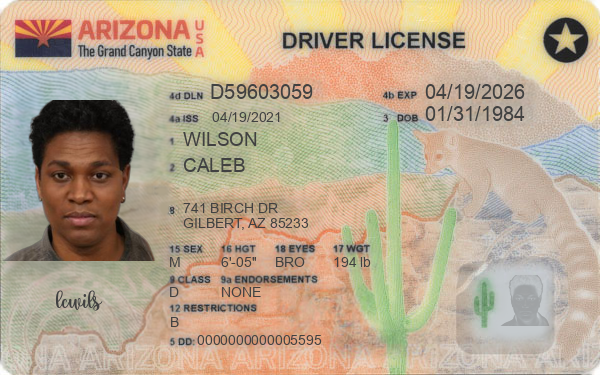 ARIZONA USA
The Grand Canyon State
DRIVER LICENSE
4d DLN D59603059
4b EXP 04/19/2026
4a ISS 04/19/2021
3 DOB 01/31/1984
1 WILSON
2 CALEB
8 741 BIRCH DR
GILBERT, AZ 85233
15 SEX 16 HGT 18 EYES 17 WGT
M 6'-05" BRO 194 lb
9 CLASS 9a ENDORSEMENTS
D NONE
12 RESTRICTIONS
B
5 DD: 0000000000005595
lewils
ARIZONA ARIZONA ARIZONA ARIZONA